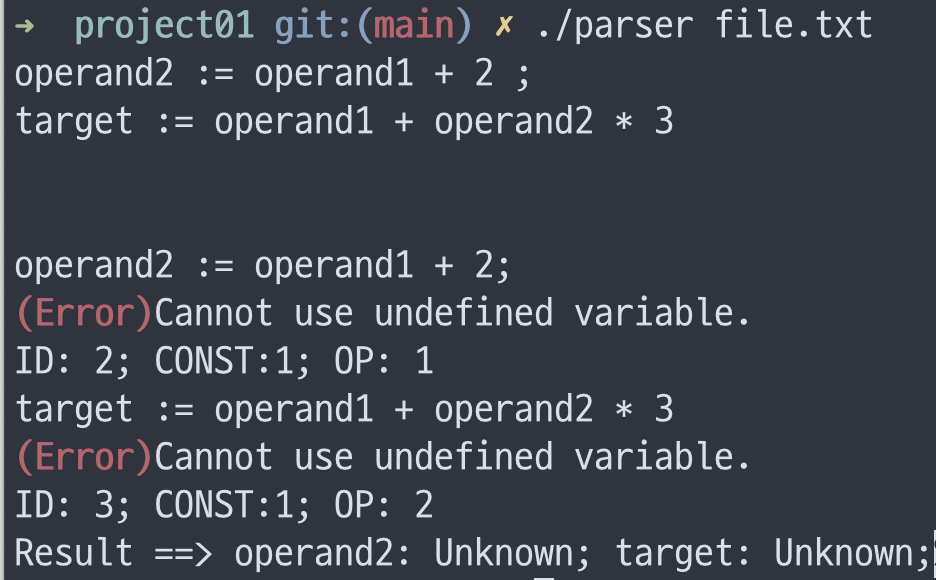 ➜  project01 git:(main) ✗ ./parser file.txt
operand2 := operand1 + 2 ;
target := operand1 + operand2 * 3
operand2 := operand1 + 2;
(Error)Cannot use undefined variable.
ID: 2; CONST:1; OP: 1
target := operand1 + operand2 * 3
(Error)Cannot use undefined variable.
ID: 3; CONST:1; OP: 2
Result ==> operand2: Unknown; target: Unknown;